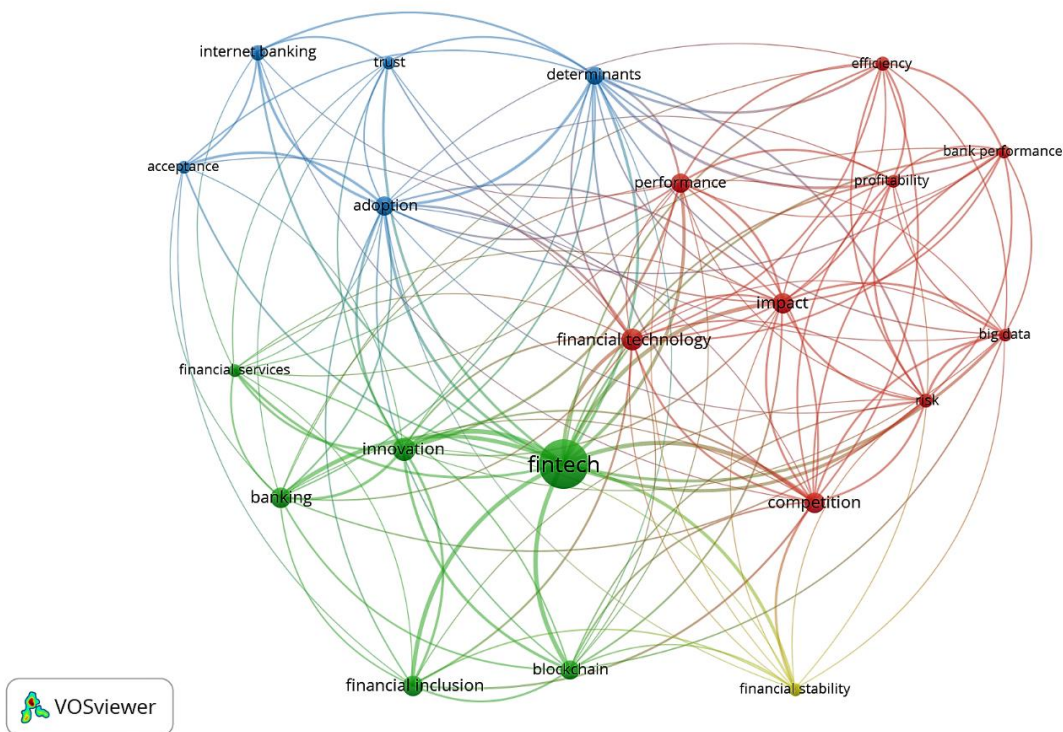 internet banking
trust
determinants
efficiency
acceptance
bank performance
performance
profitability
adoption
impact
financial technology
big data
financial services
risk
innovation
fintech
banking
competition
blockchain
financial inclusion
financial stability
VOSviewer